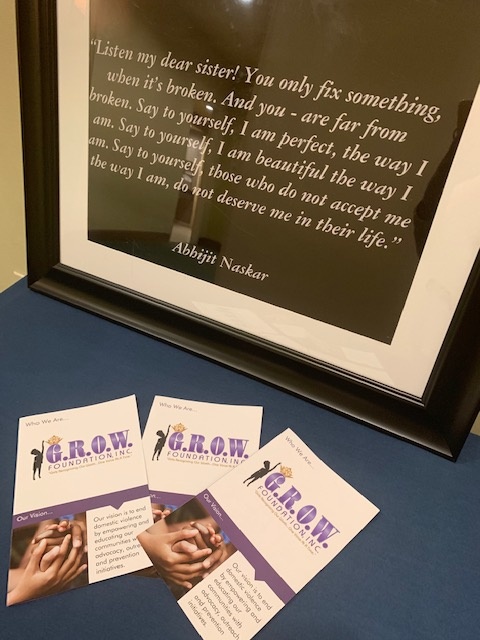 “Listen my dear sister! You only fix something,
when it's broken. And you - are far from
broken. Say to yourself, I am perfect, the way I
am. Say to yourself, I am beautiful the way I
am. Say to yourself, those who do not accept me
the way I am, do not deserve me in their life.”
Abhijit Naskar
Who We Are...
G.R.O.W.
FOUNDATION, INC
Our Vision...
Our vision is to end
domestic violence
by empowering and
educating our
communities with
advocacy, outreach
and prevention
initiatives.
Who We Are...
G.R.O.W.
FOUNDATION, INC
Who We Are...
G.R.O.W.
FOUNDATION, INC
Our Vision...
Our vision is to end
domestic violence
by empowering and
educating our
communities with
advocacy, outreach
and prevention
initiatives.